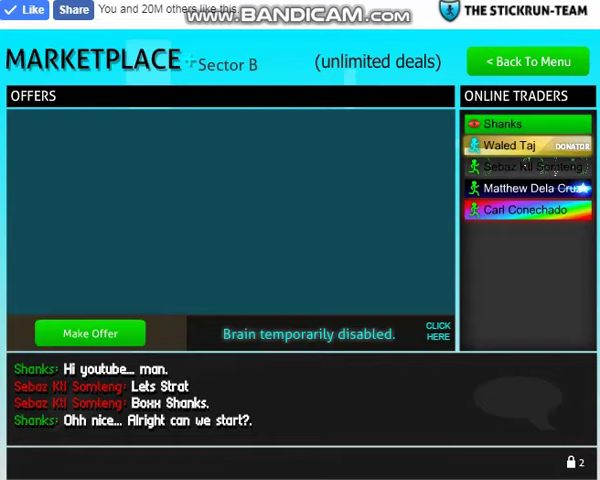 Like Share You and 20M others like this
www.BANDICAM.com
THE STICKRUN-TEAM
MARKETPLACE Sector B (unlimited deals) < Back To Menu
OFFERS
ONLINE TRADERS
Shanks
Waled Taj DONATOR
Sebaz KII Somteng
Matthew Dela Cruz
Carl Conechado
Make Offer
Brain temporarily disabled.
CLICK HERE
Shanks: Hi youtube... man.
Sebaz KII Somteng: Lets Strat
Sebaz KII Somteng: Boxx Shanks.
Shanks: Ohh nice... Alright can we start?.
2